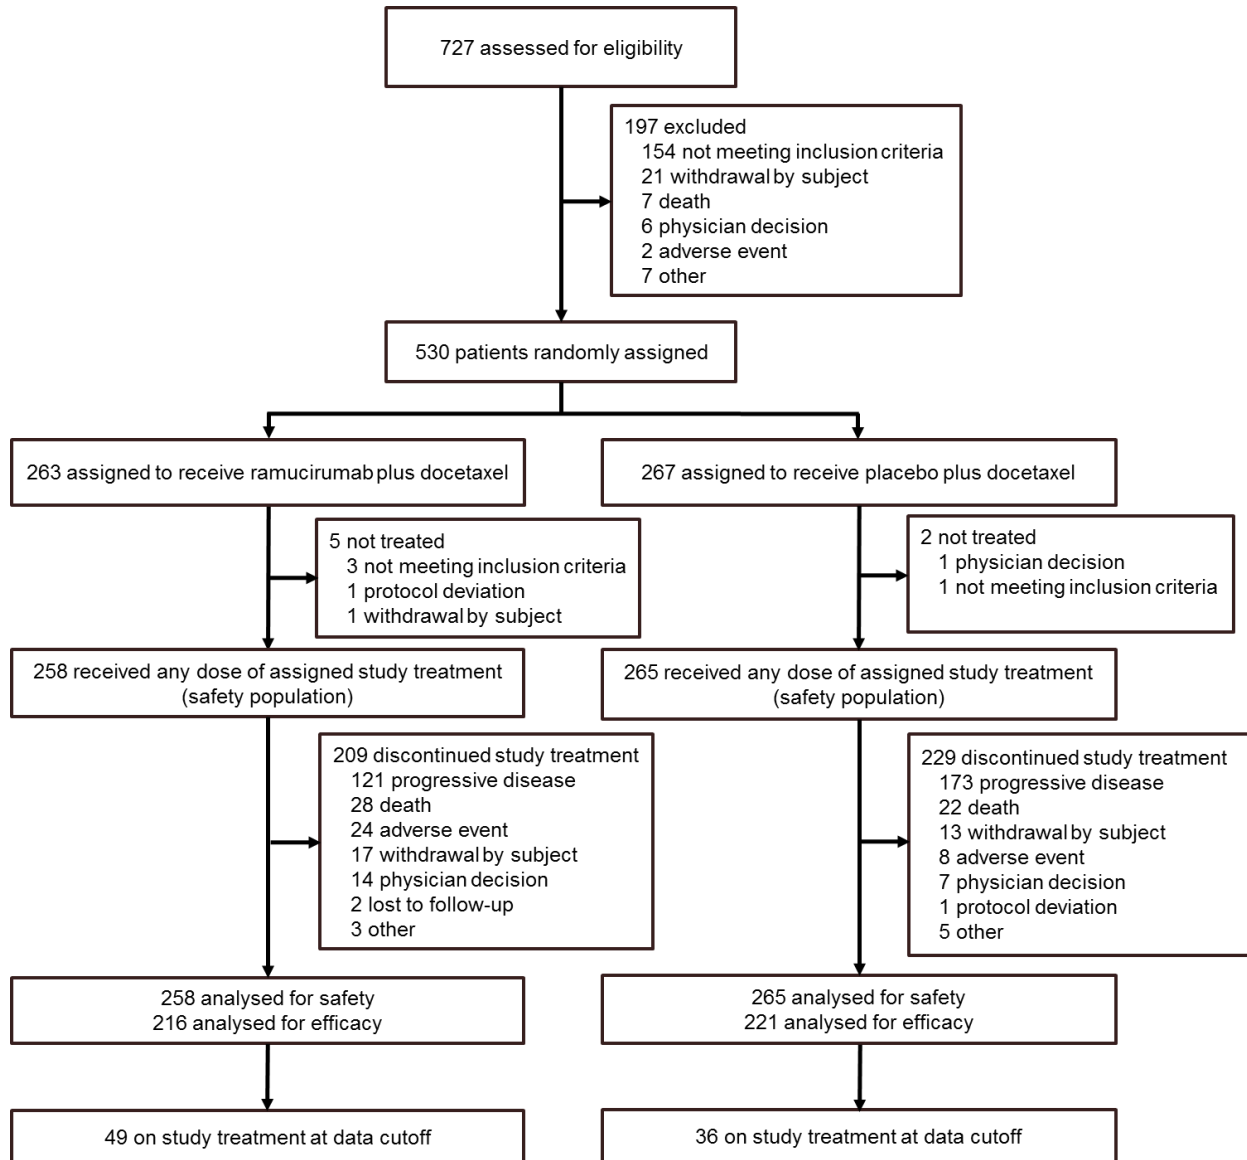 727 assessed for eligibility
197 excluded
154 not meeting inclusion criteria
21 withdrawal by subject
7 death
6 physician decision
2 adverse event
7 other
530 patients randomly assigned
263 assigned to receive ramucirumab plus docetaxel
267 assigned to receive placebo plus docetaxel
5 not treated
3 not meeting inclusion criteria
1 protocol deviation
1 withdrawal by subject
2 not treated
1 physician decision
1 not meeting inclusion criteria
258 received any dose of assigned study treatment
(safety population)
265 received any dose of assigned study treatment
(safety population)
209 discontinued study treatment
121 progressive disease
28 death
24 adverse event
17 withdrawal by subject
14 physician decision
2 lost to follow-up
3 other
229 discontinued study treatment
173 progressive disease
22 death
13 withdrawal by subject
8 adverse event
7 physician decision
1 protocol deviation
5 other
258 analysed for safety
216 analysed for efficacy
265 analysed for safety
221 analysed for efficacy
49 on study treatment at data cutoff
36 on study treatment at data cutoff